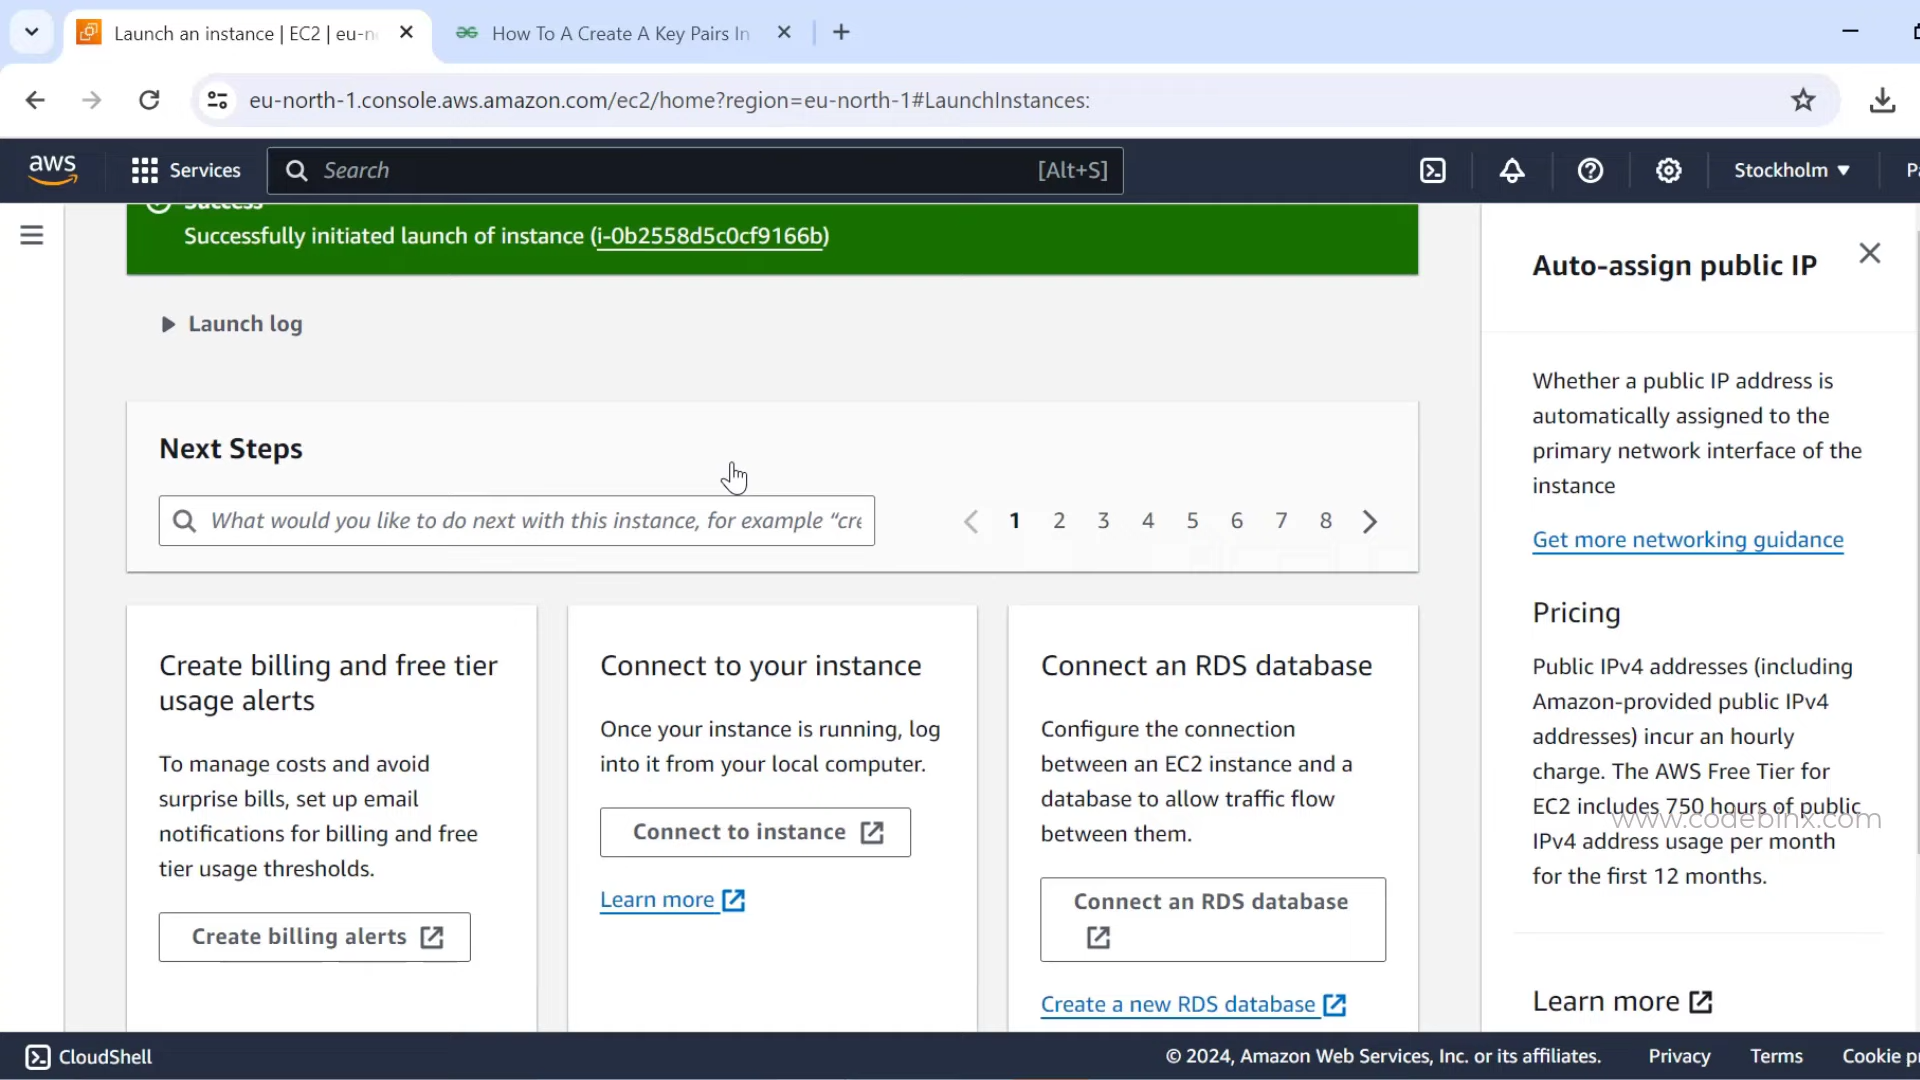 Launch an instance | EC2 | eu-n
How To A Create A Key Pairs In
eu-north-1.console.aws.amazon.com/ec2/home?region=eu-north-1#LaunchInstances:
aws
Services
Search
[Alt+S]
Stockholm
Success
Successfully initiated launch of instance (i-0b2558d5c0cf9166b)
Launch log
Next Steps
What would you like to do next with this instance, for example “cre
1 2 3 4 5 6 7 8
Create billing and free tier
usage alerts
To manage costs and avoid
surprise bills, set up email
notifications for billing and free
tier usage thresholds.
Create billing alerts
Connect to your instance
Once your instance is running, log
into it from your local computer.
Connect to instance
Learn more
Connect an RDS database
Configure the connection
between an EC2 instance and a
database to allow traffic flow
between them.
Connect an RDS database
Create a new RDS database
Auto-assign public IP
Whether a public IP address is
automatically assigned to the
primary network interface of the
instance
Get more networking guidance
Pricing
Public IPv4 addresses (including
Amazon-provided public IPv4
addresses) incur an hourly
charge. The AWS Free Tier for
EC2 includes 750 hours of public
www.codebinx.com
IPv4 address usage per month
for the first 12 months.
Learn more
CloudShell
© 2024, Amazon Web Services, Inc. or its affiliates.
Privacy
Terms
Cookie p